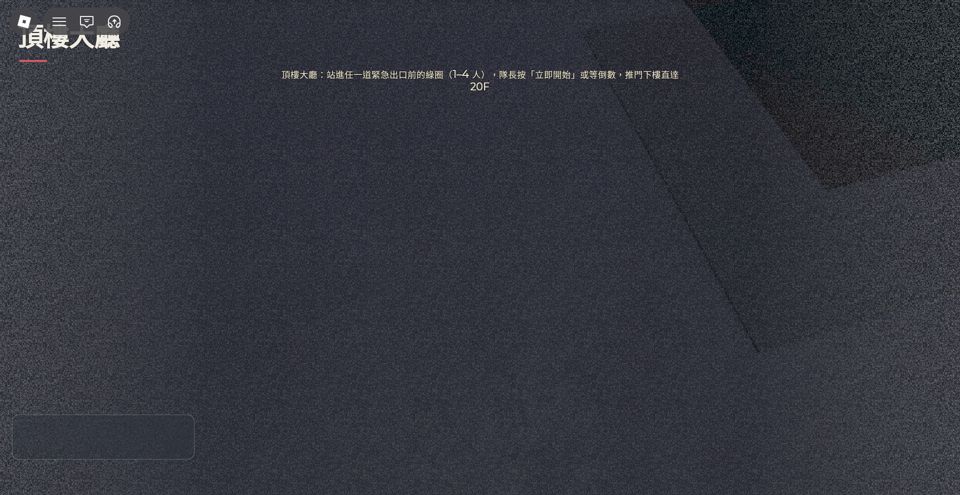 頂樓大廳
頂樓大廳：站進任一道緊急出口前的綠圈（1–4 人），隊長按「立即開始」或等倒數，推門下樓直達
20F